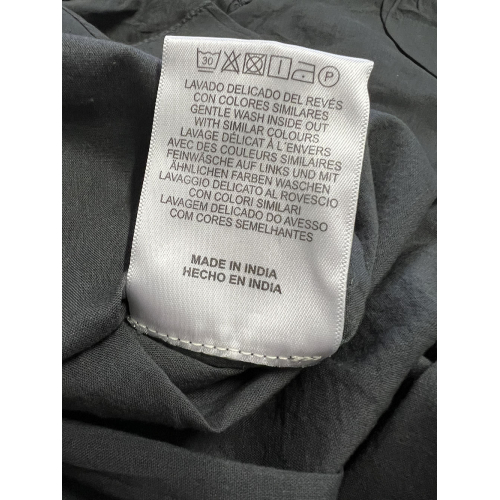 30 P
LAVADO DELICADO DEL REVÉS
CON COLORES SIMILARES
GENTLE WASH INSIDE OUT
WITH SIMILAR COLOURS
LAVAGE DÉLICAT À L'ENVERS
AVEC DES COULEURS SIMILAIRES
FEINWÄSCHE AUF LINKS UND MIT
ÄHNLICHEN FARBEN WASCHEN
LAVAGGIO DELICATO AL ROVESCIO
CON COLORI SIMILARI
LAVAGEM DELICADO DO AVESSO
COM CORES SEMELHANTES
MADE IN INDIA
HECHO EN INDIA